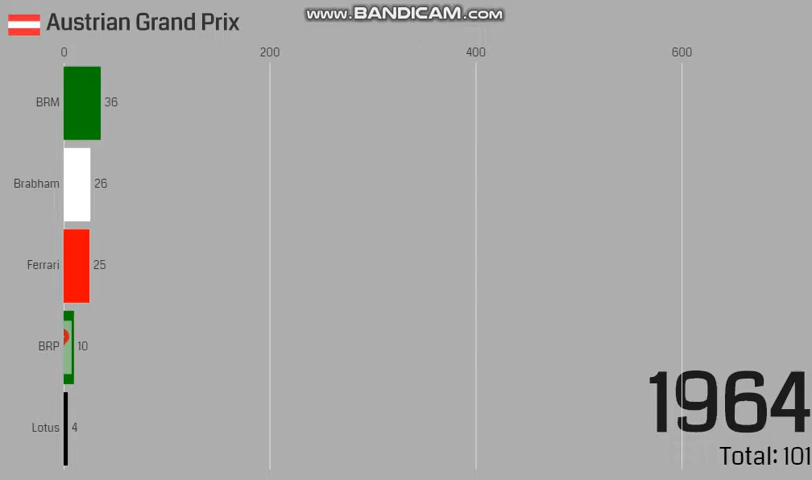 www.BANDICAM.com
Austrian Grand Prix
0 200 400 600
BRM 36
Brabham 26
Ferrari 25
BRP 10
Lotus 4
1964
Total: 101